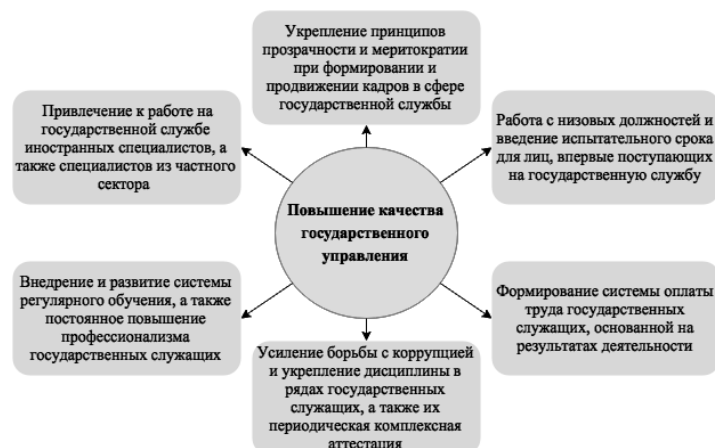 Укрепление принципов
прозрачности и меритократии
при формировании и
продвижении кадров в сфере
государственной службы
Привлечение к работе на
государственной службе
иностранных специалистов, а
также специалистов из частного
сектора
Работа с низовых должностей и
введение испытательного срока
для лиц, впервые поступающих
на государственную службу
Повышение качества
государственного
управления
Внедрение и развитие системы
регулярного обучения, а также
постоянное повышение
профессионализма
государственных служащих
Формирование системы оплаты
труда государственных
служащих, основанной на
результатах деятельности
Усиление борьбы с коррупцией
и укрепление дисциплины в
рядах государственных
служащих, а также их
периодическая комплексная
аттестация